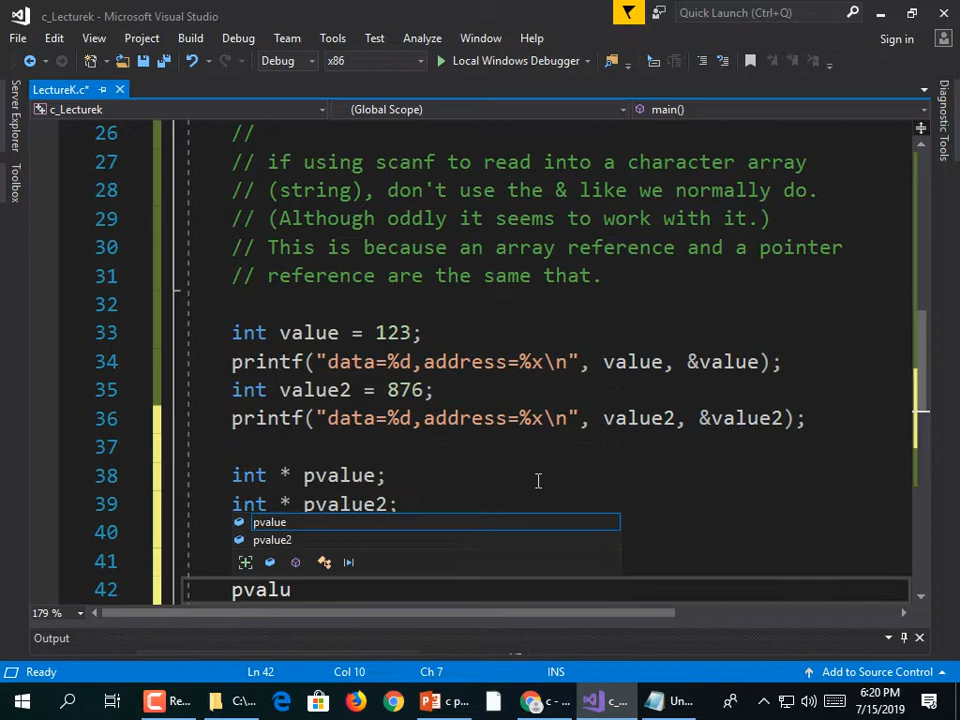 c_Lecturek - Microsoft Visual Studio
Quick Launch (Ctrl+Q)
File Edit View Project Build Debug Team Tools Test Analyze Window Help
Sign in
Debug x86 Local Windows Debugger
LectureK.c*
c_Lecturek (Global Scope) main()
Server Explorer
Toolbox
Diagnostic Tools
26 //
27 // if using scanf to read into a character array
28 // (string), don't use the & like we normally do.
29 // (Although oddly it seems to work with it.)
30 // This is because an array reference and a pointer
31 // reference are the same that.
32
33 int value = 123;
34 printf("data=%d,address=%x\n", value, &value);
35 int value2 = 876;
36 printf("data=%d,address=%x\n", value2, &value2);
37
38 int * pvalue;
39 int * pvalue2;
40
41
42 pvalu
pvalue
pvalue2
179 %
Output
Ready Ln 42 Col 10 Ch 7 INS Add to Source Control
Re... C:\... c p... c - ... c_... Un...
6:20 PM
7/15/2019